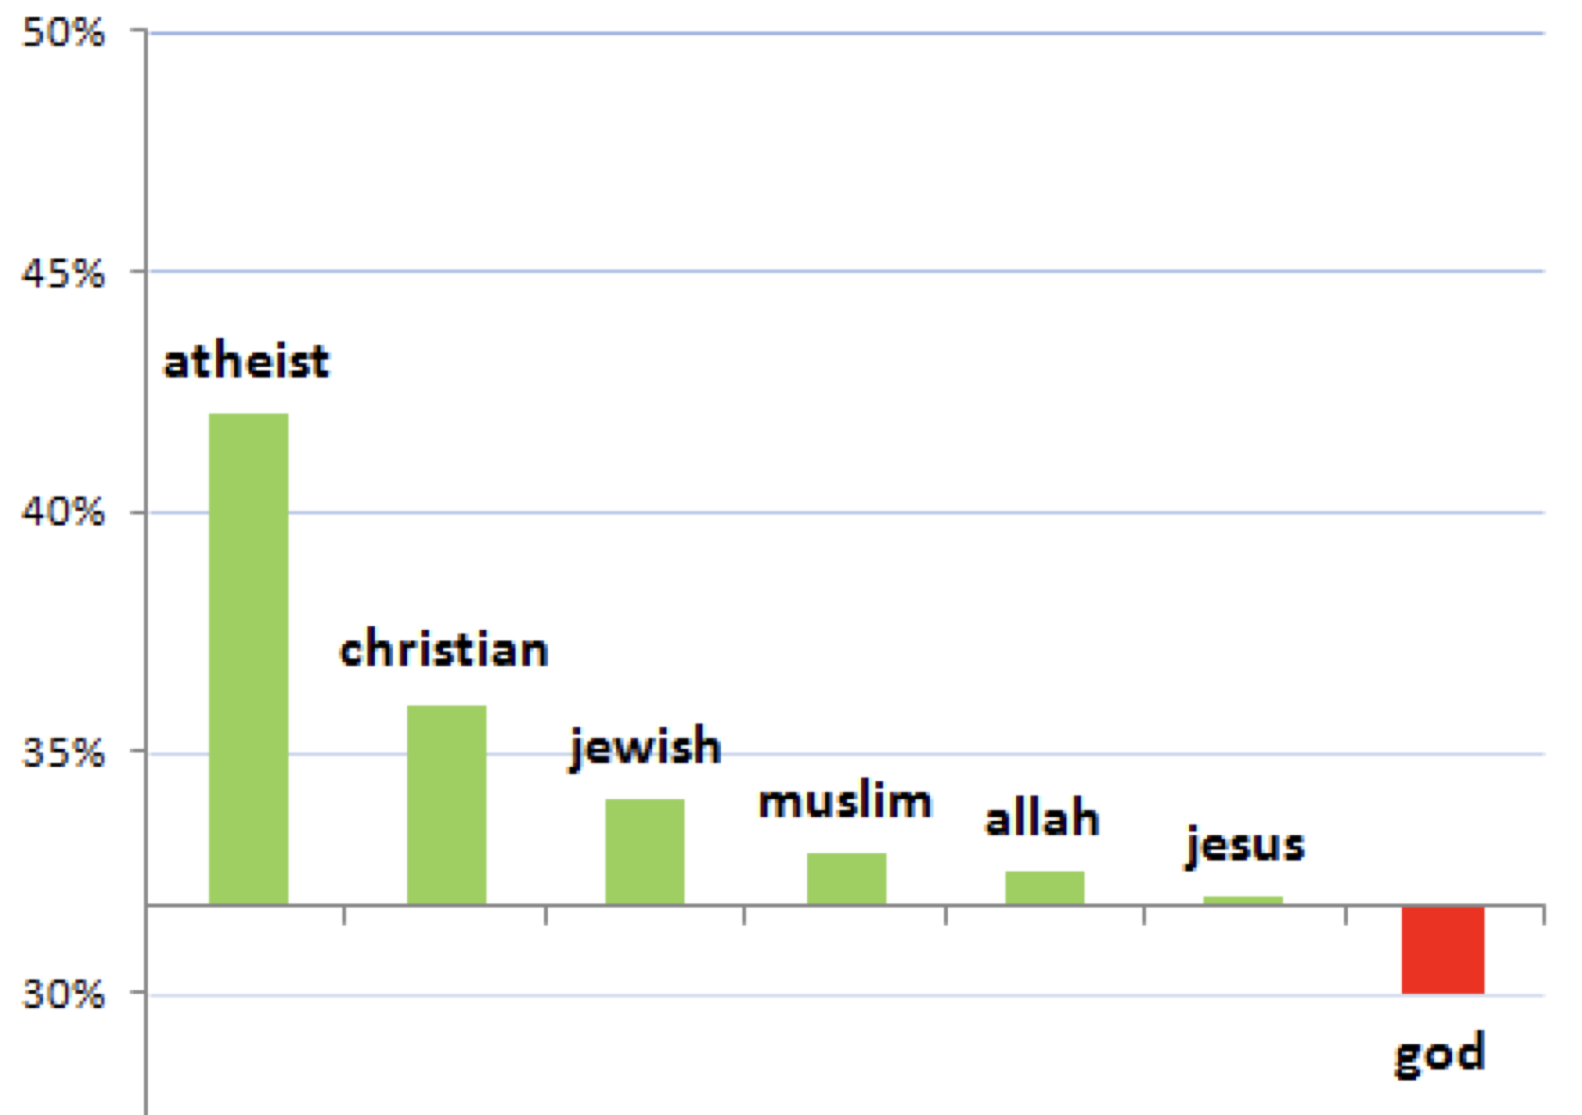 50%
45%
atheist
40%
christian
jewish
35%
muslim
allah
jesus
30%
god